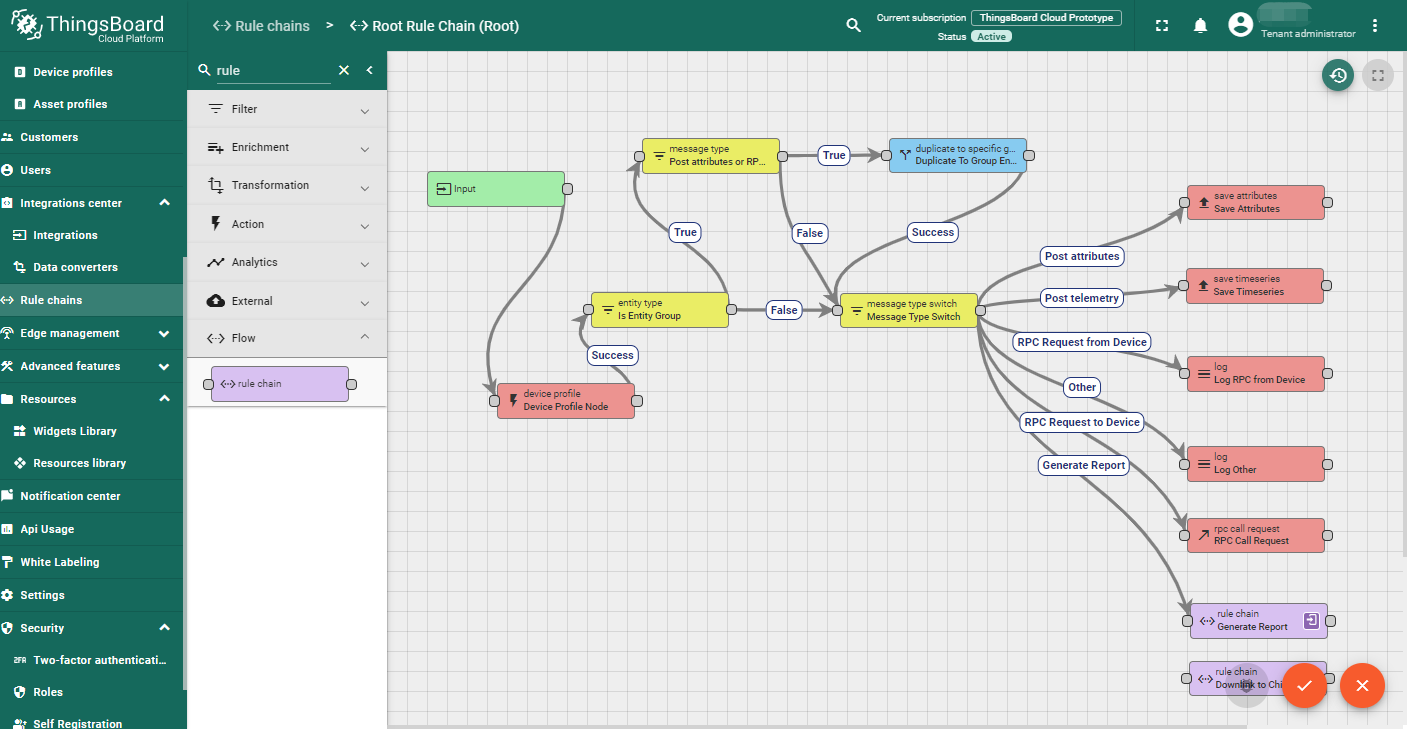 ThingsBoard
Cloud Platform
Rule chains > Root Rule Chain (Root)
Current subscription ThingsBoard Cloud Prototype
Status Active
Tenant administrator
Device profiles
Asset profiles
Customers
Users
Integrations center
Integrations
Data converters
Rule chains
Edge management
Advanced features
Resources
Widgets Library
Resources library
Notification center
Api Usage
White Labeling
Settings
Security
2FA Two-factor authenticati...
Roles
Self Registration
rule
Filter
Enrichment
Transformation
Action
Analytics
External
Flow
rule chain
Input
message type
Post attributes or RP...
True
duplicate to specific g...
Duplicate To Group En...
True
False
Success
entity type
Is Entity Group
False
message type switch
Message Type Switch
Success
device profile
Device Profile Node
Post attributes
save attributes
Save Attributes
Post telemetry
save timeseries
Save Timeseries
RPC Request from Device
log
Log RPC from Device
Other
log
Log Other
RPC Request to Device
rpc call request
RPC Call Request
Generate Report
rule chain
Generate Report
rule chain
Downlink to Chi